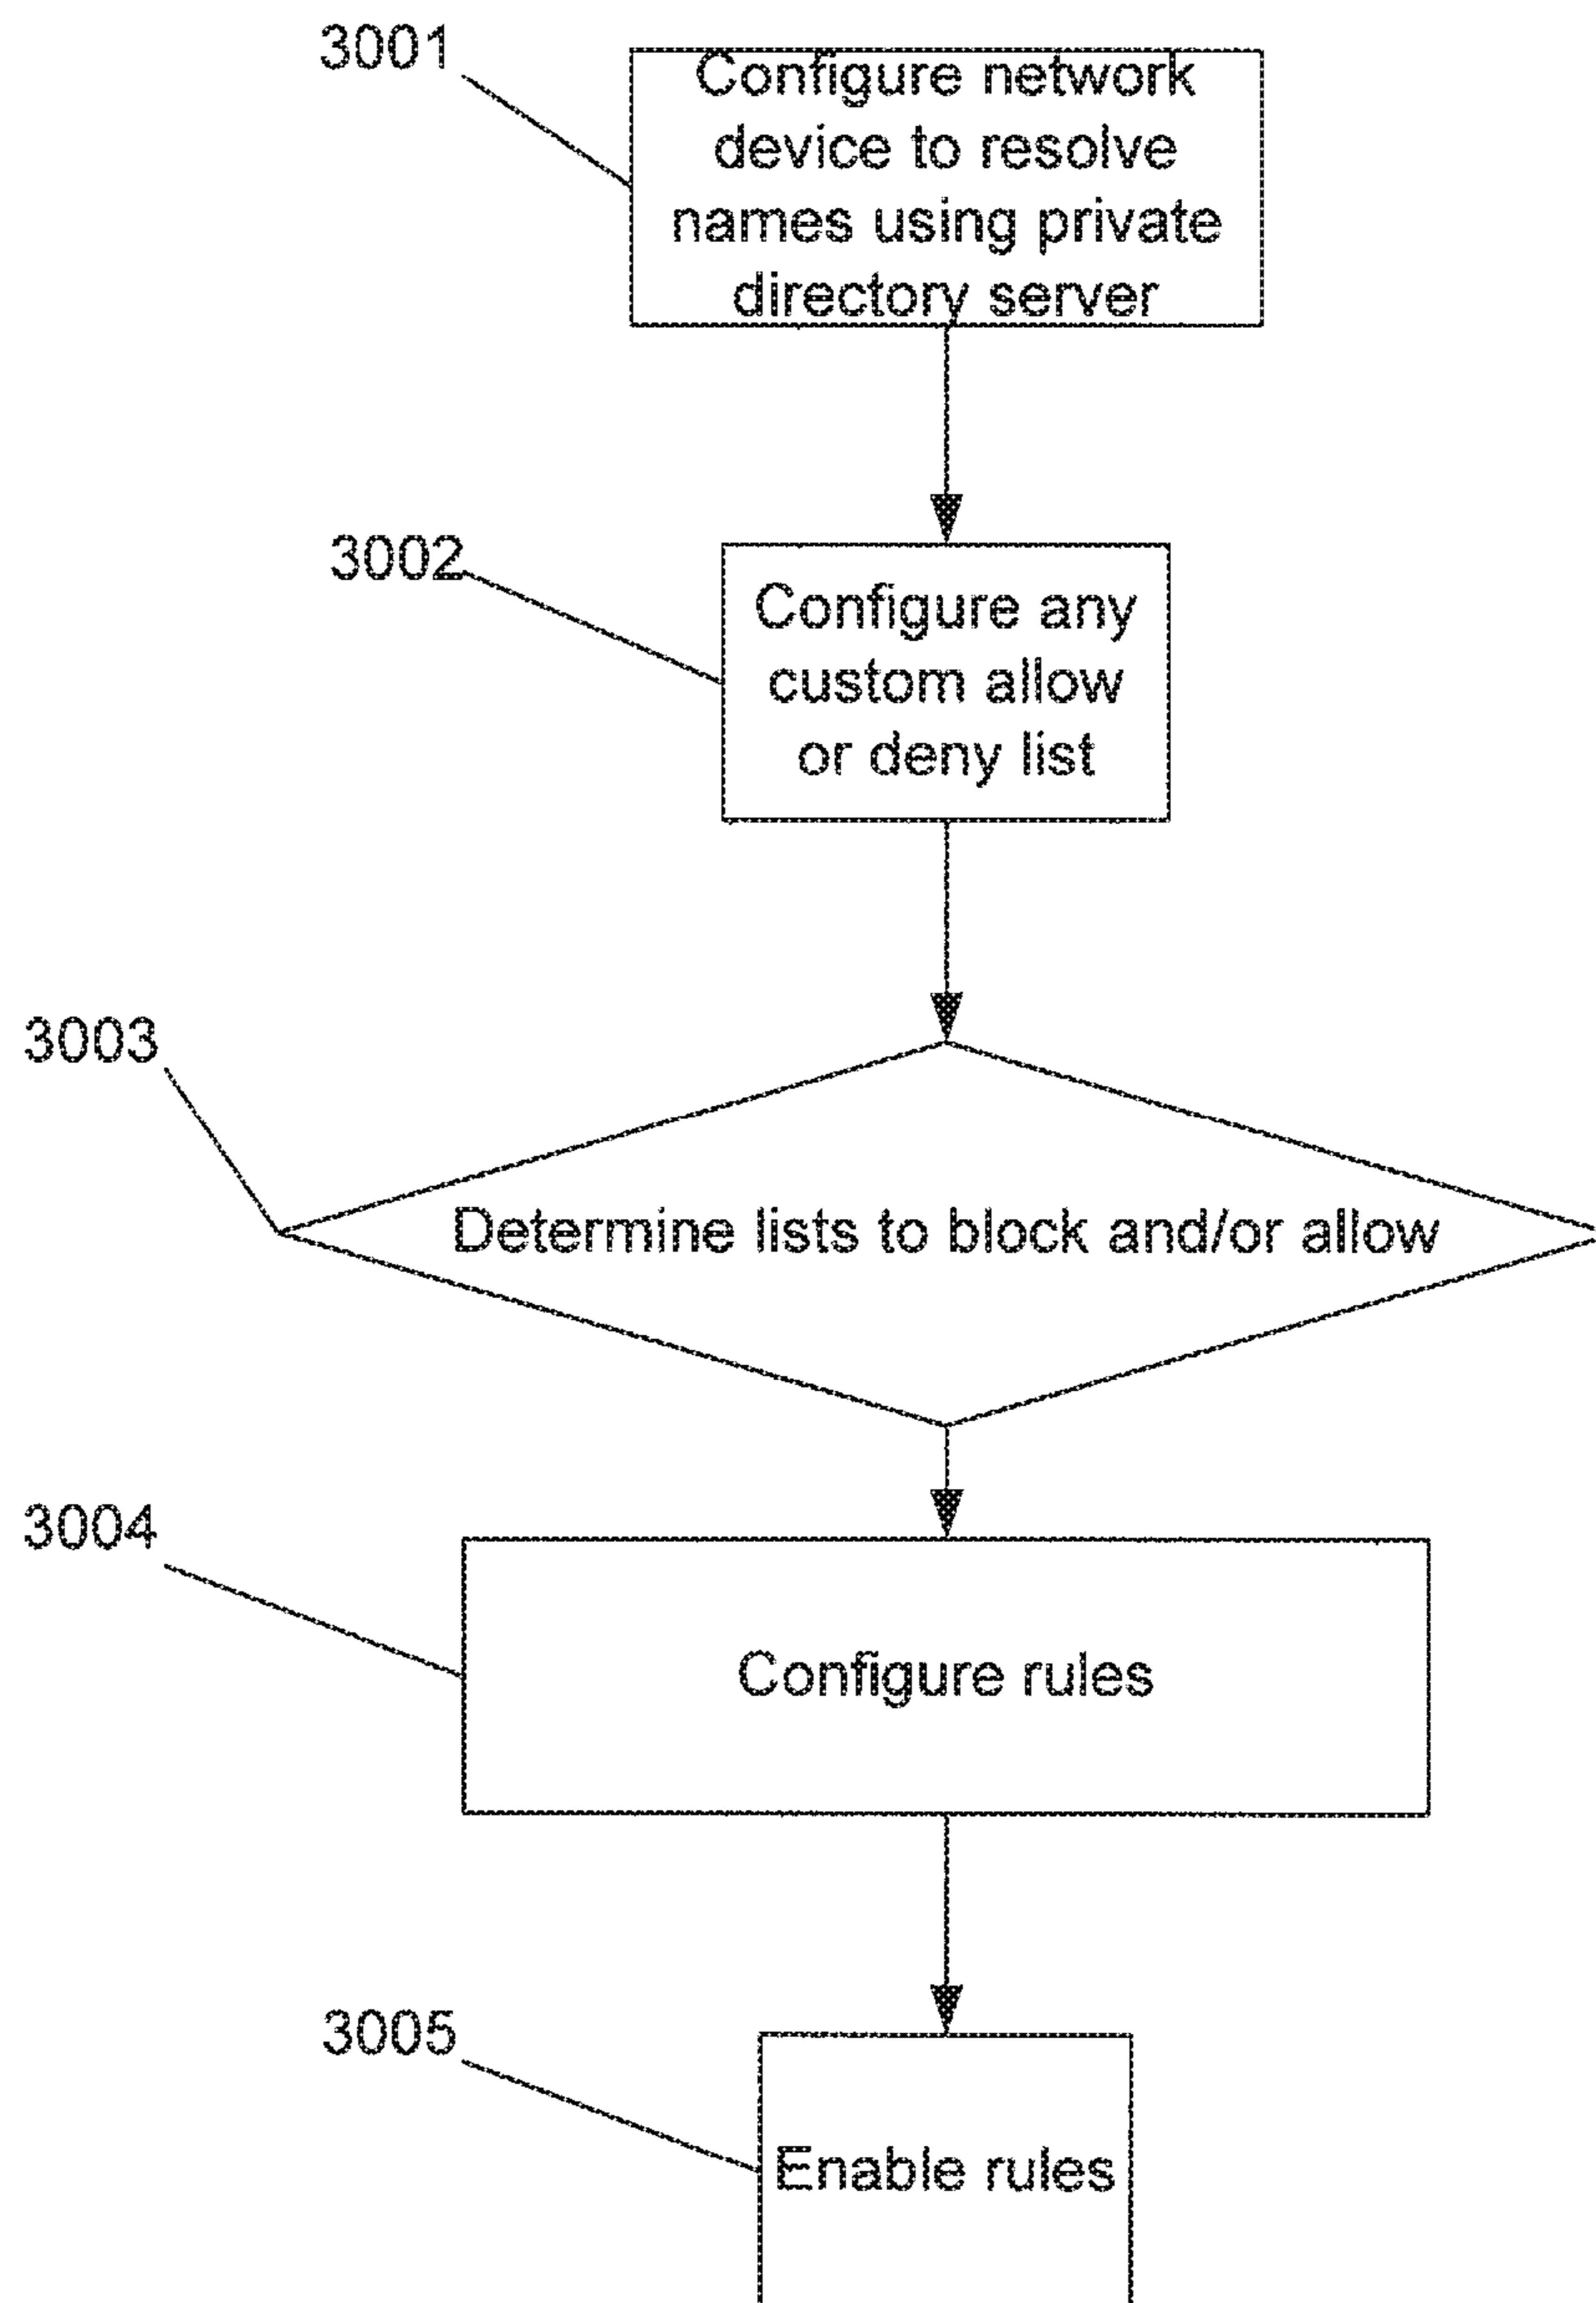 3001
Configure network
device to resolve
names using private
directory server
3002
Configure any
custom allow
or deny list
3003
Determine lists to block and/or allow
3004
Configure rules
3005
Enable rules